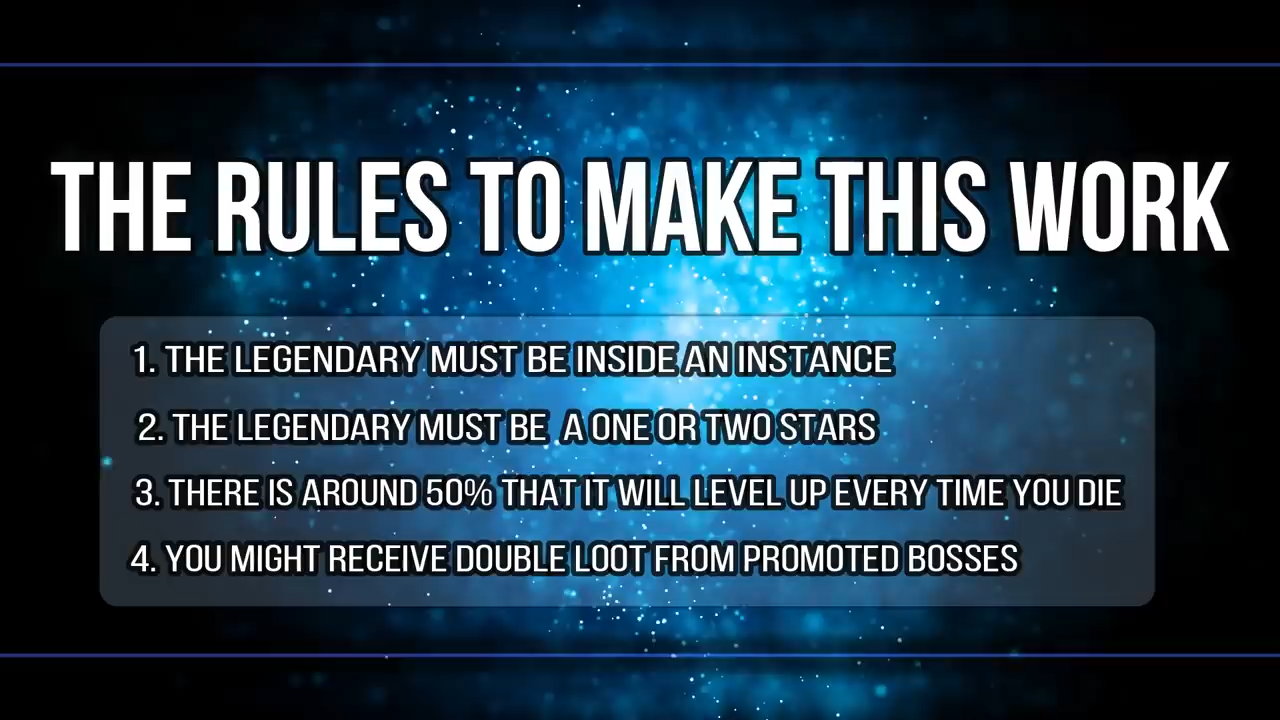 THE RULES TO MAKE THIS WORK
1. THE LEGENDARY MUST BE INSIDE AN INSTANCE
2. THE LEGENDARY MUST BE A ONE OR TWO STARS
3. THERE IS AROUND 50% THAT IT WILL LEVEL UP EVERY TIME YOU DIE
4. YOU MIGHT RECEIVE DOUBLE LOOT FROM PROMOTED BOSSES